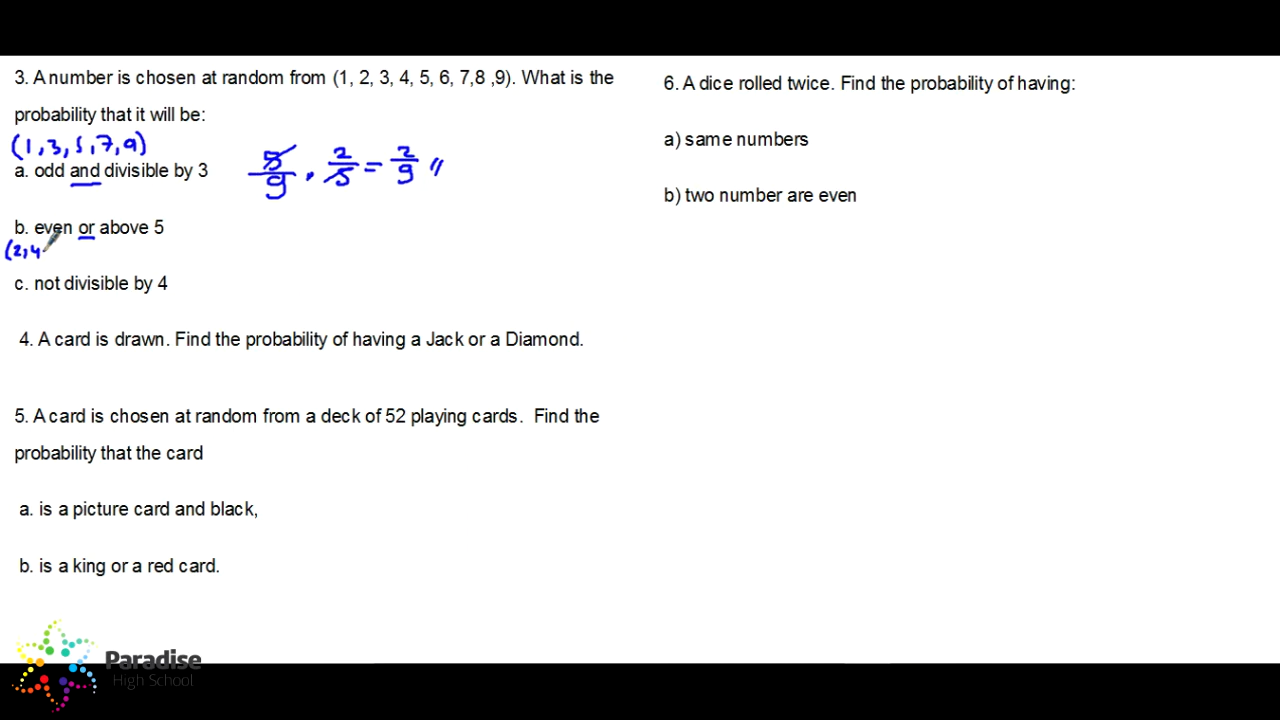 3. A number is chosen at random from (1, 2, 3, 4, 5, 6, 7,8 ,9). What is the
probability that it will be:
(1,3,5,7,9)
a. odd and divisible by 3
5/9 . 2/5 = 2/9 //
b. even or above 5
(2,4
c. not divisible by 4
4. A card is drawn. Find the probability of having a Jack or a Diamond.
5. A card is chosen at random from a deck of 52 playing cards. Find the
probability that the card
a. is a picture card and black,
b. is a king or a red card.
6. A dice rolled twice. Find the probability of having:
a) same numbers
b) two number are even
Paradise
High School